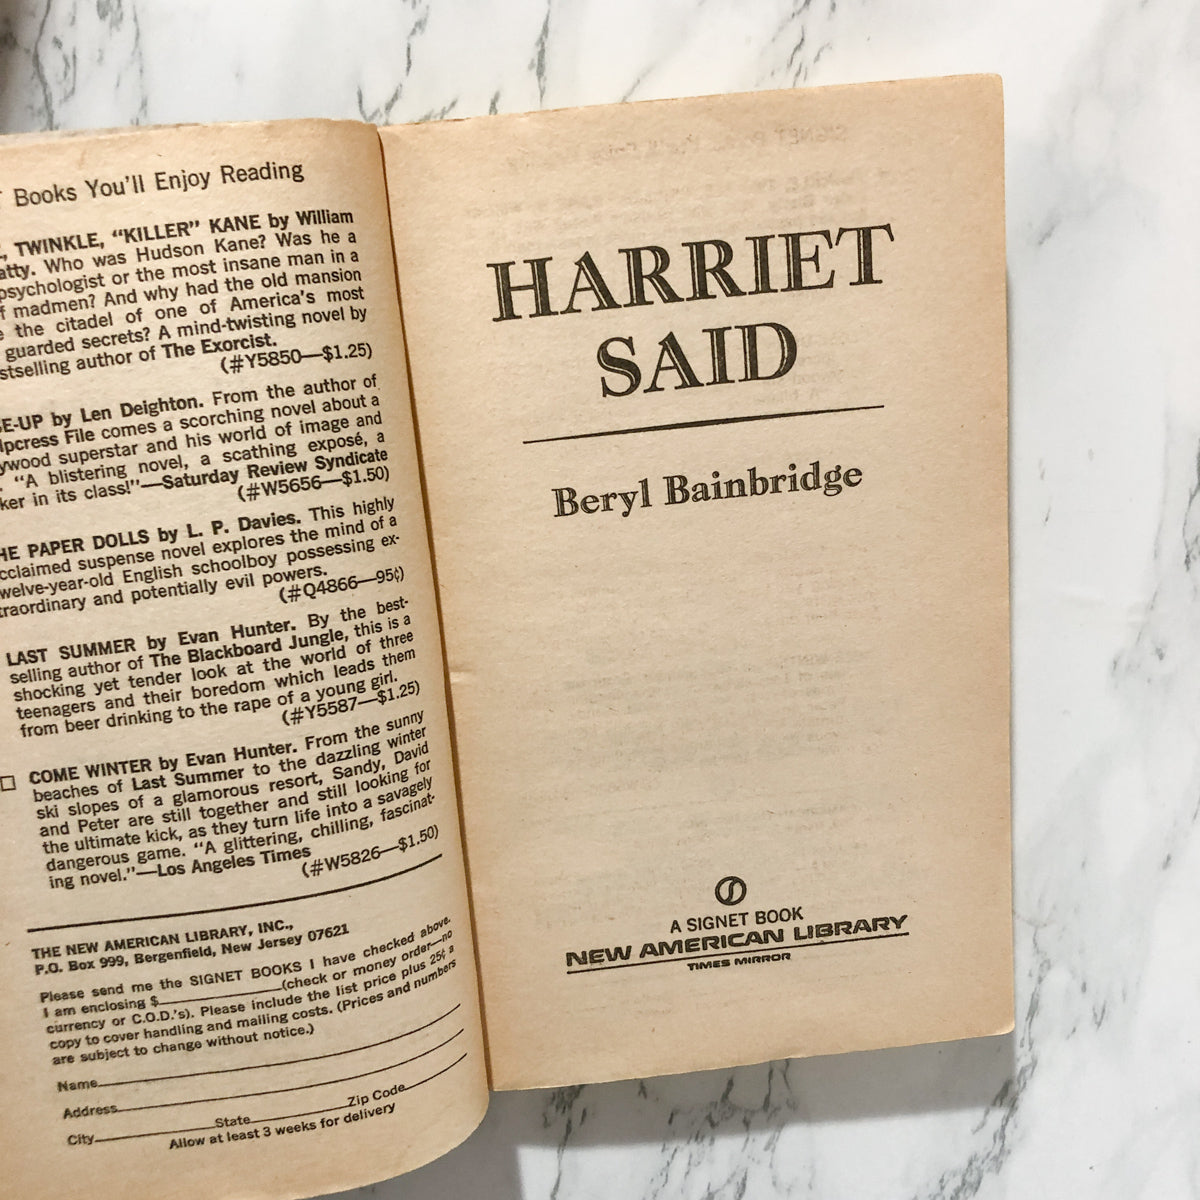 Books You'll Enjoy Reading
TWINKLE, "KILLER" KANE by William
atty. Who was Hudson Kane? Was he a
psychologist or the most insane man in a
f madmen? And why had the old mansion
e the citadel of one of America's most
guarded secrets? A mind-twisting novel by
stselling author of The Exorcist.
(#Y5850—$1.25)
E-UP by Len Deighton. From the author of
lpcress File comes a scorching novel about a
ywood superstar and his world of image and
"A blistering novel, a scathing exposé, a
ker in its class!"—Saturday Review Syndicate
(#W5656—$1.50)
HE PAPER DOLLS by L. P. Davies. This highly
cclaimed suspense novel explores the mind of a
welve-year-old English schoolboy possessing ex-
traordinary and potentially evil powers.
(#Q4866—95¢)
LAST SUMMER by Evan Hunter. By the best-
selling author of The Blackboard Jungle, this is a
shocking yet tender look at the world of three
teenagers and their boredom which leads them
from beer drinking to the rape of a young girl.
(#Y5587—$1.25)
COME WINTER by Evan Hunter. From the sunny
beaches of Last Summer to the dazzling winter
ski slopes of a glamorous resort, Sandy, David
and Peter are still together and still looking for
the ultimate kick, as they turn life into a savagely
dangerous game. "A glittering, chilling, fascinat-
ing novel."—Los Angeles Times
(#W5826—$1.50)
THE NEW AMERICAN LIBRARY, INC.,
P.O. Box 999, Bergenfield, New Jersey 07621
Please send me the SIGNET BOOKS I have checked above.
I am enclosing $____________(check or money order—no
currency or C.O.D.'s). Please include the list price plus 25¢ a
copy to cover handling and mailing costs. (Prices and numbers
are subject to change without notice.)
Name
Address
City____________State____________Zip Code
Allow at least 3 weeks for delivery
HARRIET
SAID
Beryl Bainbridge
A SIGNET BOOK
NEW AMERICAN LIBRARY
TIMES MIRROR